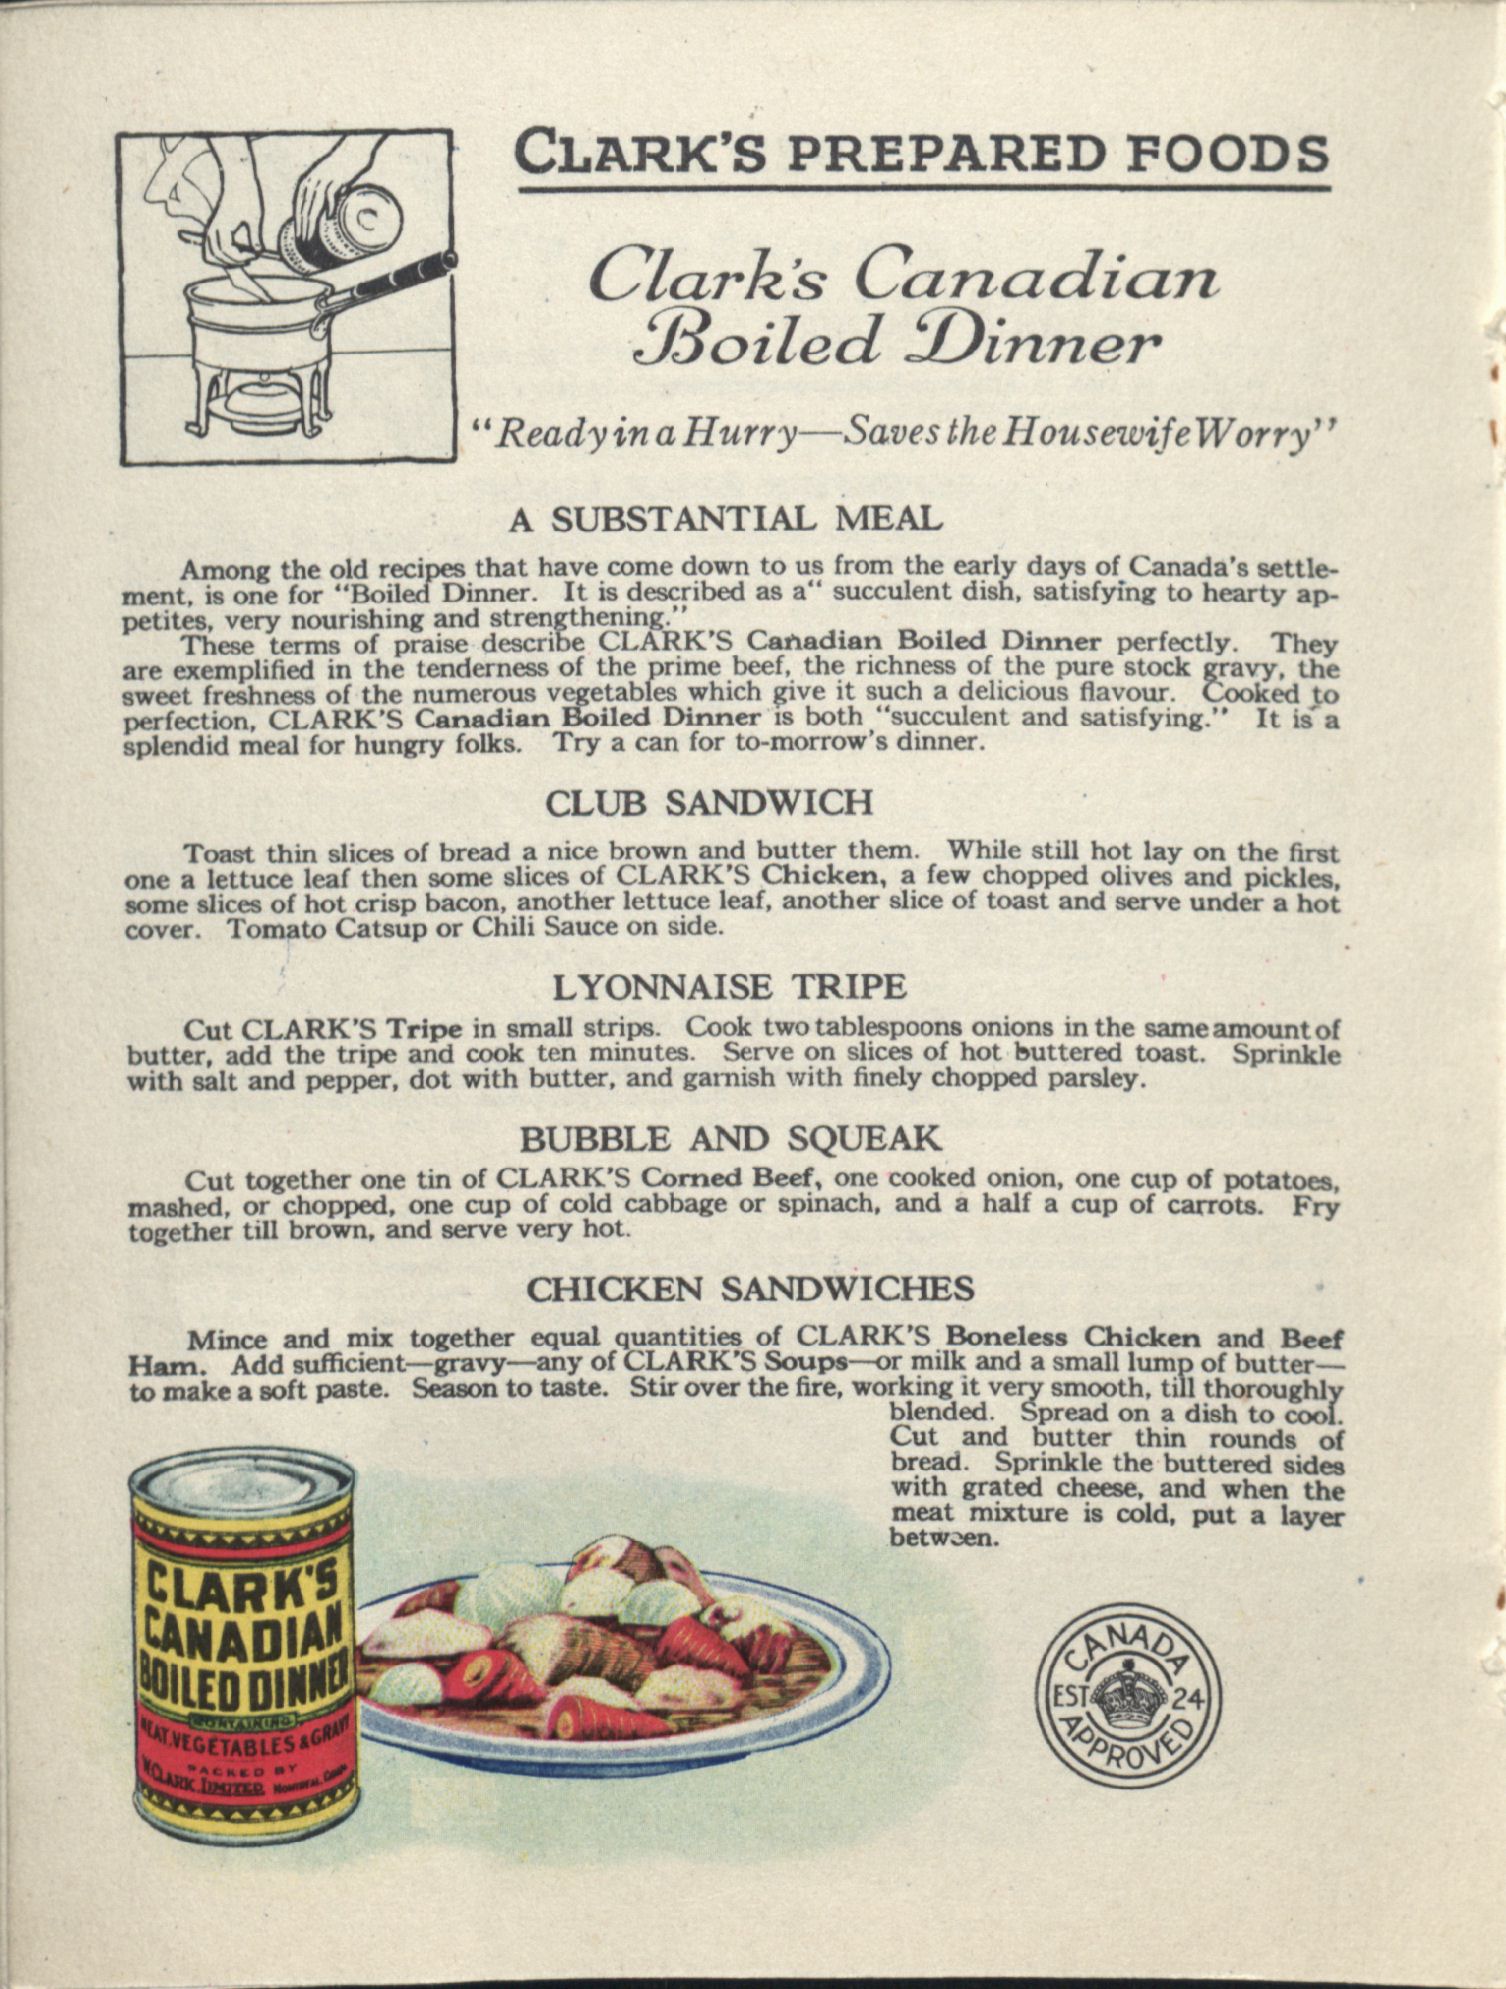 CLARK'S PREPARED FOODS
Clark's Canadian
Boiled Dinner
"Ready in a Hurry—Saves the Housewife Worry"
A SUBSTANTIAL MEAL
Among the old recipes that have come down to us from the early days of Canada's settle-
ment, is one for "Boiled Dinner. It is described as a" succulent dish, satisfying to hearty ap-
petites, very nourishing and strengthening."
These terms of praise describe CLARK'S Canadian Boiled Dinner perfectly. They
are exemplified in the tenderness of the prime beef, the richness of the pure stock gravy, the
sweet freshness of the numerous vegetables which give it such a delicious flavour. Cooked to
perfection, CLARK'S Canadian Boiled Dinner is both "succulent and satisfying." It is a
splendid meal for hungry folks. Try a can for to-morrow's dinner.
CLUB SANDWICH
Toast thin slices of bread a nice brown and butter them. While still hot lay on the first
one a lettuce leaf then some slices of CLARK'S Chicken, a few chopped olives and pickles,
some slices of hot crisp bacon, another lettuce leaf, another slice of toast and serve under a hot
cover. Tomato Catsup or Chili Sauce on side.
LYONNAISE TRIPE
Cut CLARK'S Tripe in small strips. Cook two tablespoons onions in the same amount of
butter, add the tripe and cook ten minutes. Serve on slices of hot buttered toast. Sprinkle
with salt and pepper, dot with butter, and garnish with finely chopped parsley.
BUBBLE AND SQUEAK
Cut together one tin of CLARK'S Corned Beef, one cooked onion, one cup of potatoes,
mashed, or chopped, one cup of cold cabbage or spinach, and a half a cup of carrots. Fry
together till brown, and serve very hot.
CHICKEN SANDWICHES
Mince and mix together equal quantities of CLARK'S Boneless Chicken and Beef
Ham. Add sufficient—gravy—any of CLARK'S Soups—or milk and a small lump of butter—
to make a soft paste. Season to taste. Stir over the fire, working it very smooth, till thoroughly
blended. Spread on a dish to cool.
Cut and butter thin rounds of
bread. Sprinkle the buttered sides
with grated cheese, and when the
meat mixture is cold, put a layer
between.
CLARK'S
CANADIAN
BOILED DINNER
CONTAINING
MEAT, VEGETABLES & GRAVY
PACKED BY
W. CLARK LIMITED MONTREAL
CANADA
EST 24
APPROVED